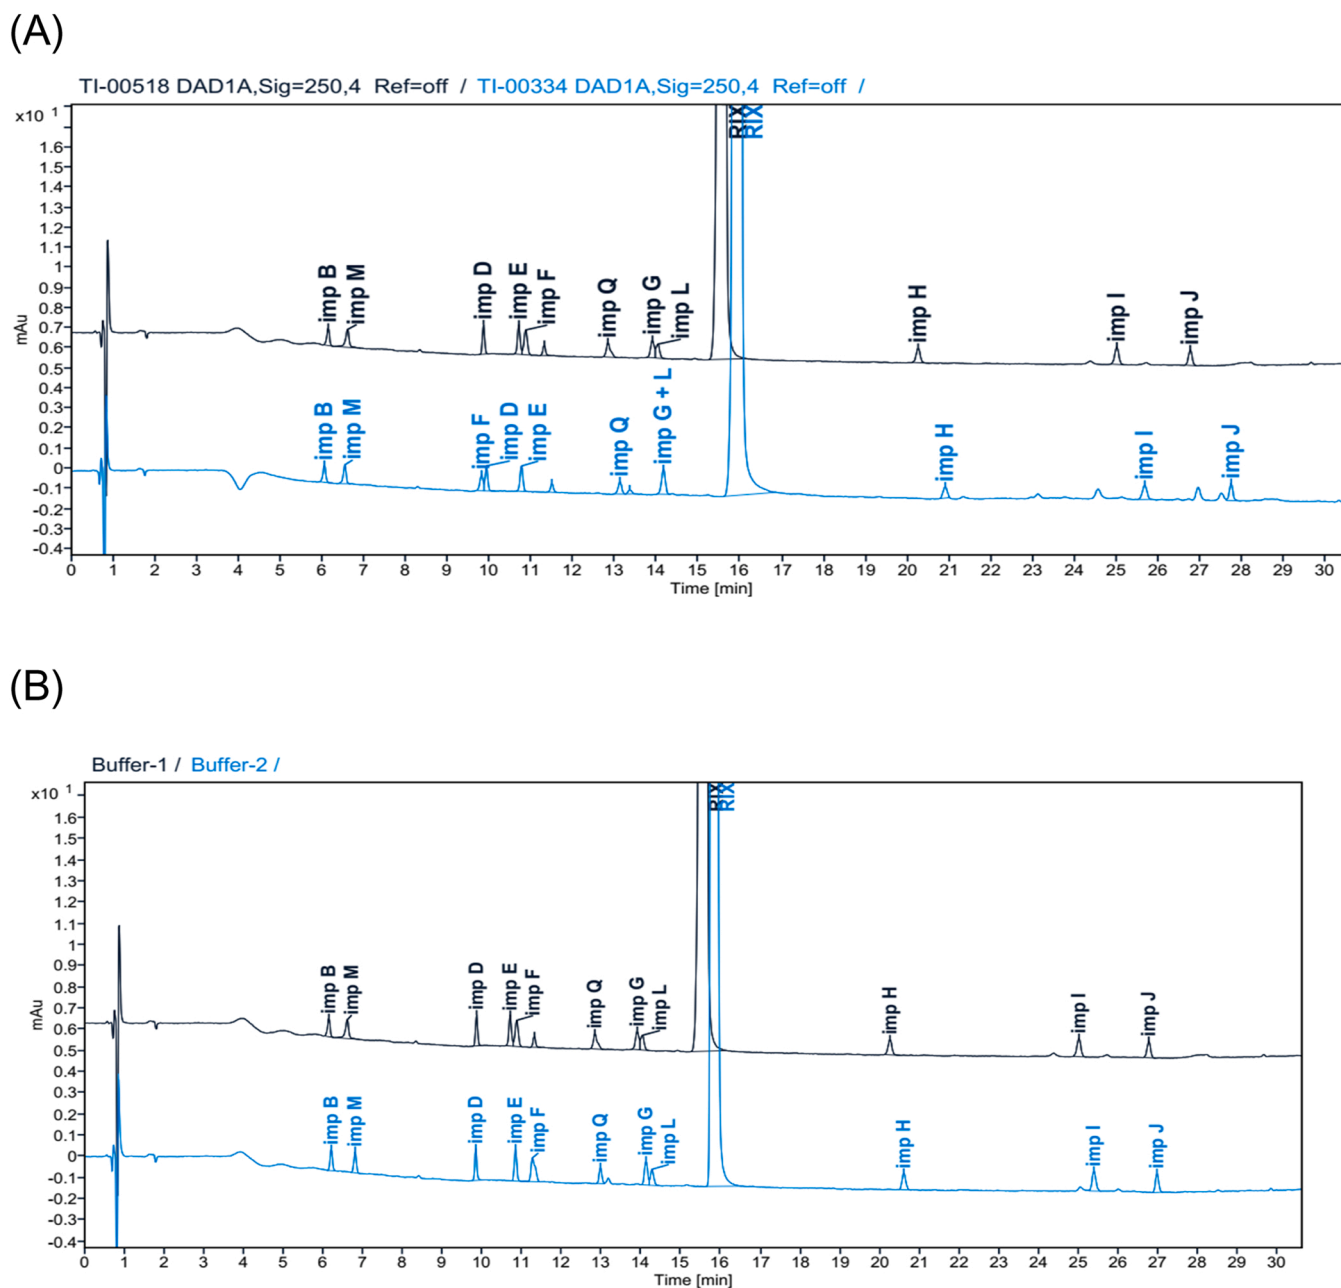 (A)
TI-00518 DAD1A,Sig=250,4 Ref=off / TI-00334 DAD1A,Sig=250,4 Ref=off /
x10 1
RIX
RIX
1.6
1.4
1.3
1.2
1.1
1
0.9
0.8
0.7
0.6
0.5
0.4
0.3
0.2
0.1
0
-0.1
-0.2
-0.3
-0.4
mAu
imp B
imp M
imp D
imp E
imp F
imp Q
imp G
imp L
imp H
imp I
imp J
imp B
imp M
imp F
imp D
imp E
imp Q
imp G + L
imp H
imp I
imp J
0 1 2 3 4 5 6 7 8 9 10 11 12 13 14 15 16 17 18 19 20 21 22 23 24 25 26 27 28 29 30
Time [min]
(B)
Buffer-1 / Buffer-2 /
x10 1
RIX
RIX
1.6
1.5
1.4
1.3
1.1
1
0.9
0.8
0.7
0.6
0.5
0.4
0.3
0.2
0.1
0
-0.1
-0.2
-0.3
-0.4
mAu
imp B
imp M
imp D
imp E
imp F
imp Q
imp G
imp L
imp H
imp I
imp J
imp B
imp M
imp D
imp E
imp F
imp Q
imp G
imp L
imp H
imp I
imp J
0 1 2 3 4 5 6 7 8 9 10 11 12 13 14 15 16 17 18 19 20 21 22 23 24 25 26 27 28 29 30
Time [min]